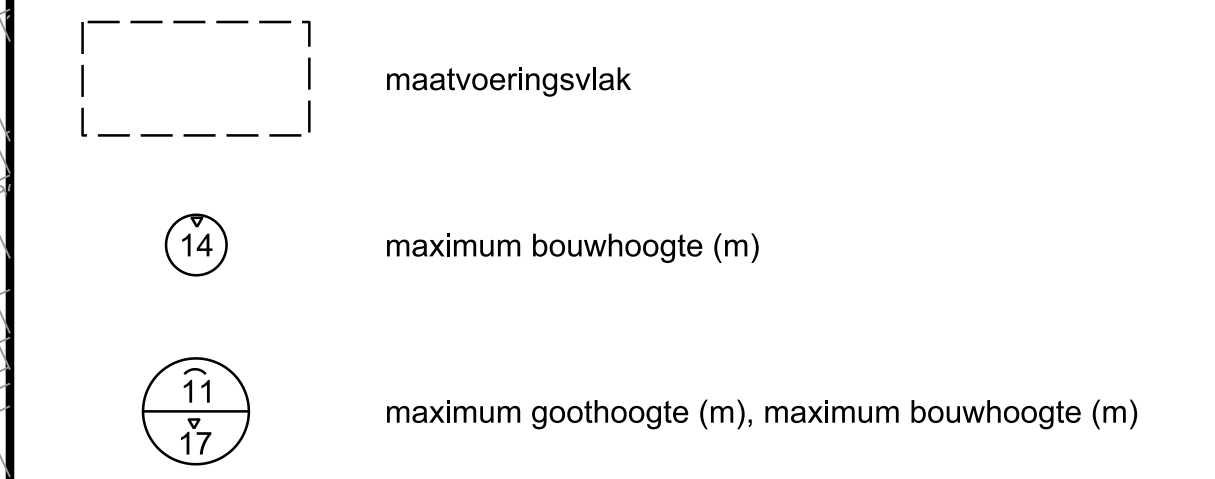 maatvoeringsvlak
14 maximum bouwhoogte (m)
11
17 maximum goothoogte (m), maximum bouwhoogte (m)